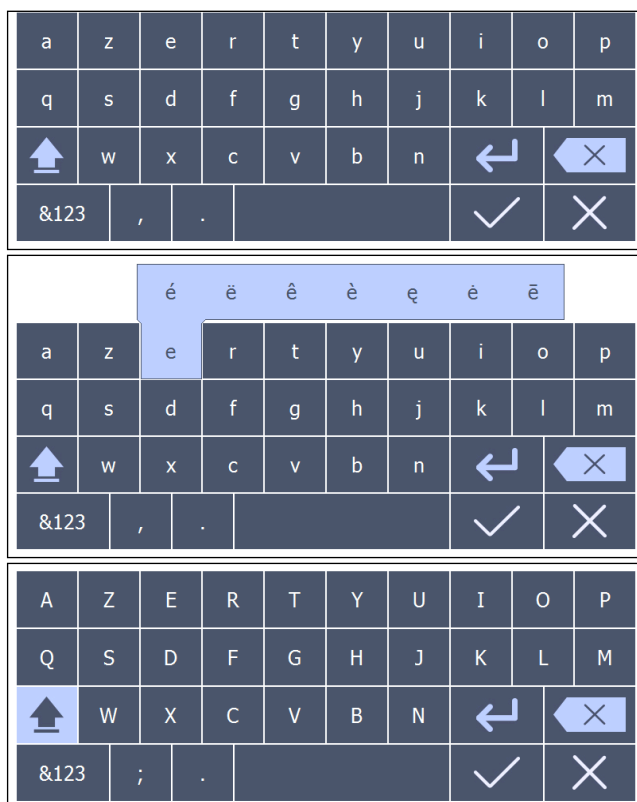 a z e r t y u i o p
q s d f g h j k l m
w x c v b n
&123 , .
é ë ê è ę ė ē
a z e r t y u i o p
q s d f g h j k l m
w x c v b n
&123 , .
A Z E R T Y U I O P
Q S D F G H J K L M
W X C V B N
&123 ; .